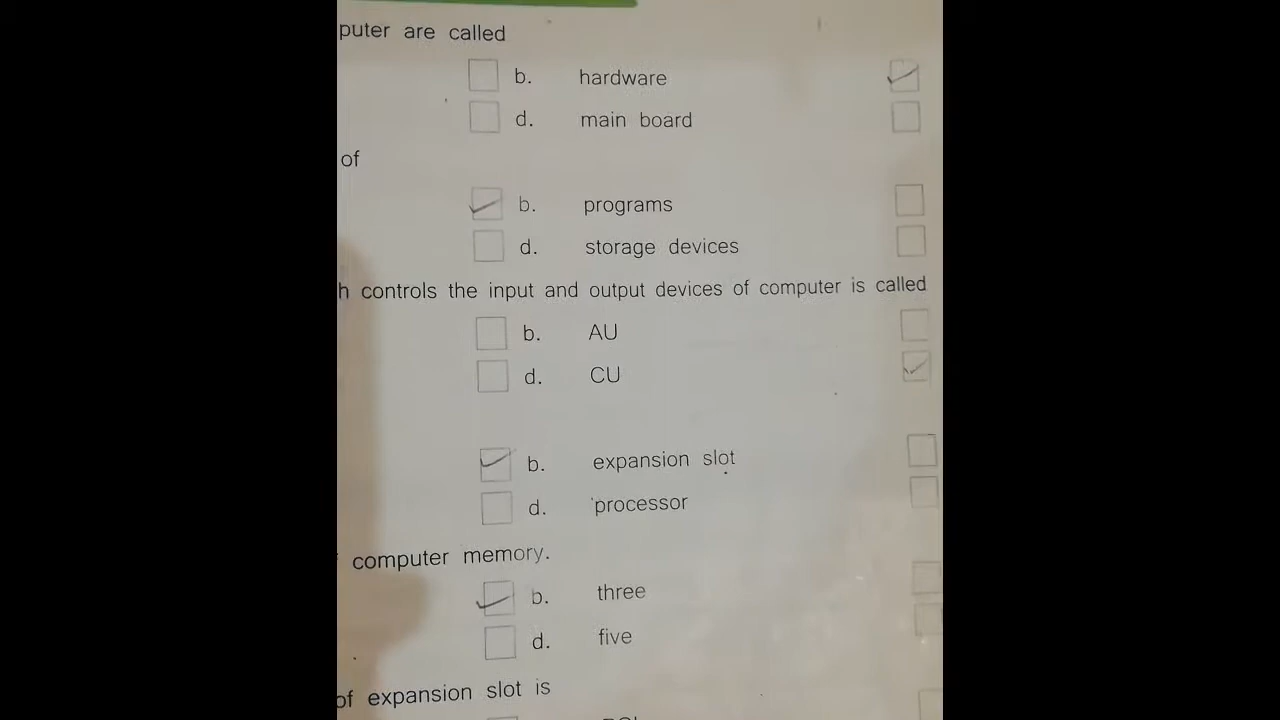 puter are called
b. hardware
d. main board
of
b. programs
d. storage devices
h controls the input and output devices of computer is called
b. AU
d. CU
b. expansion slot
d. processor
computer memory.
b. three
d. five
of expansion slot is